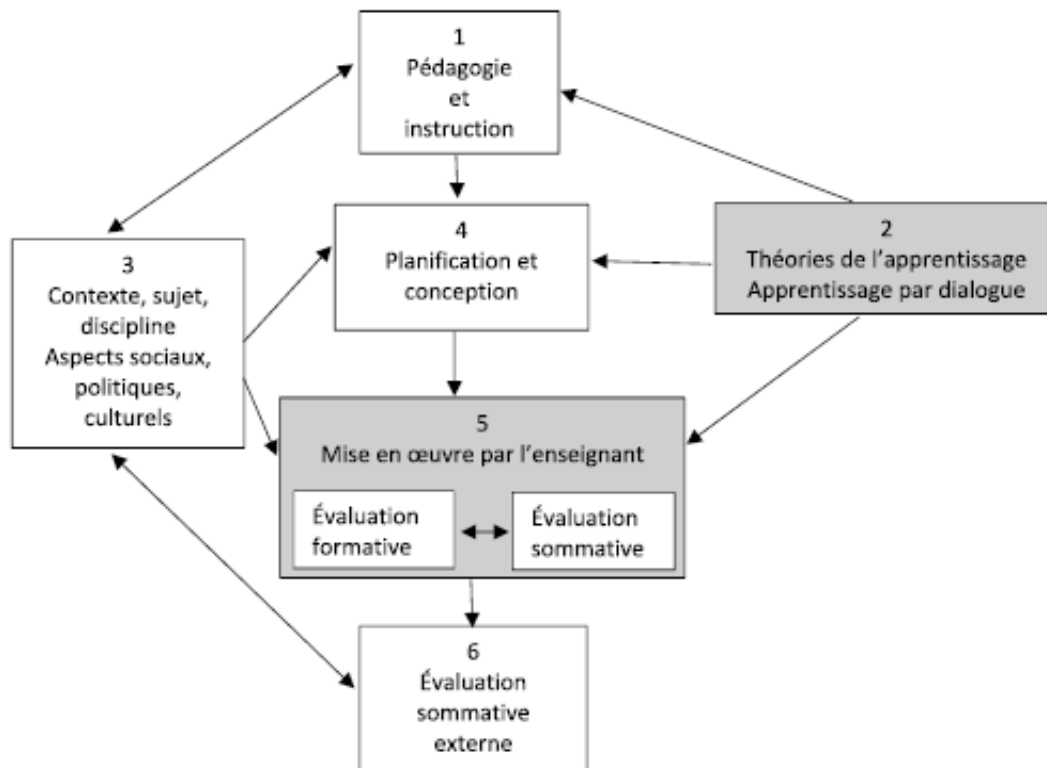 1
Pédagogie
et
instruction
2
Théories de l’apprentissage
Apprentissage par dialogue
3
Contexte, sujet,
discipline
Aspects sociaux,
politiques,
culturels
4
Planification et
conception
5
Mise en œuvre par l’enseignant
Évaluation
formative
Évaluation
sommative
6
Évaluation
sommative
externe